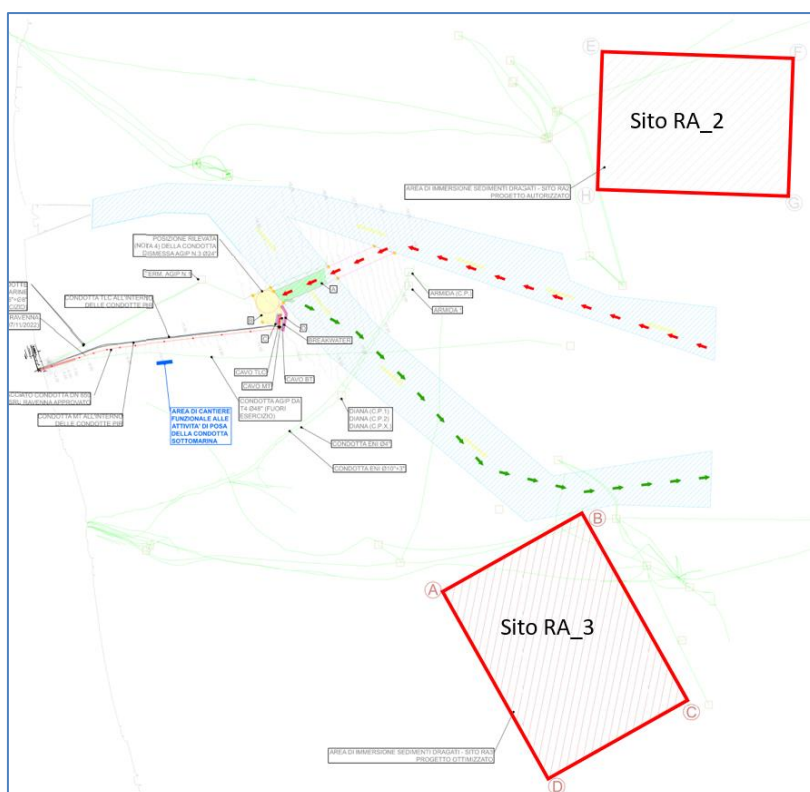 E
F
Sito RA_2
AREA DI IMMERSIONE SEDIMENTI DRAGATI - SITO RA2
PROGETTO AUTORIZZATO
H
G
POSIZIONE RILEVATA
(NOTA 4) DELLA CONDOTTA
DISMESSA AGIP N.3 Ø24"
TERM. AGIP N.3
A
ARMIDA (C.P.)
ARMIDA 1
CONDOTTA TLC ALL'INTERNO
DELLE CONDOTTE PIR
BREAKWATER
CAVO TLC
CAVO MT
CAVO BT
CONDOTTA MT ALL'INTERNO
DELLE CONDOTTE PIR
AREA DI CANTIERE
FUNZIONALE ALLE
ATTIVITA' DI POSA
DELLA CONDOTTA
SOTTOMARINA
CONDOTTA AGIP DA
T4 Ø48" (FUORI
ESERCIZIO)
DIANA (C.P.1)
DIANA (C.P.2)
DIANA (C.P.X.)
CONDOTTA ENI Ø4"
CONDOTTA ENI Ø10"+3"
B
A
Sito RA_3
C
AREA DI IMMERSIONE SEDIMENTI DRAGATI - SITO RA3
PROGETTO OTTIMIZZATO
D